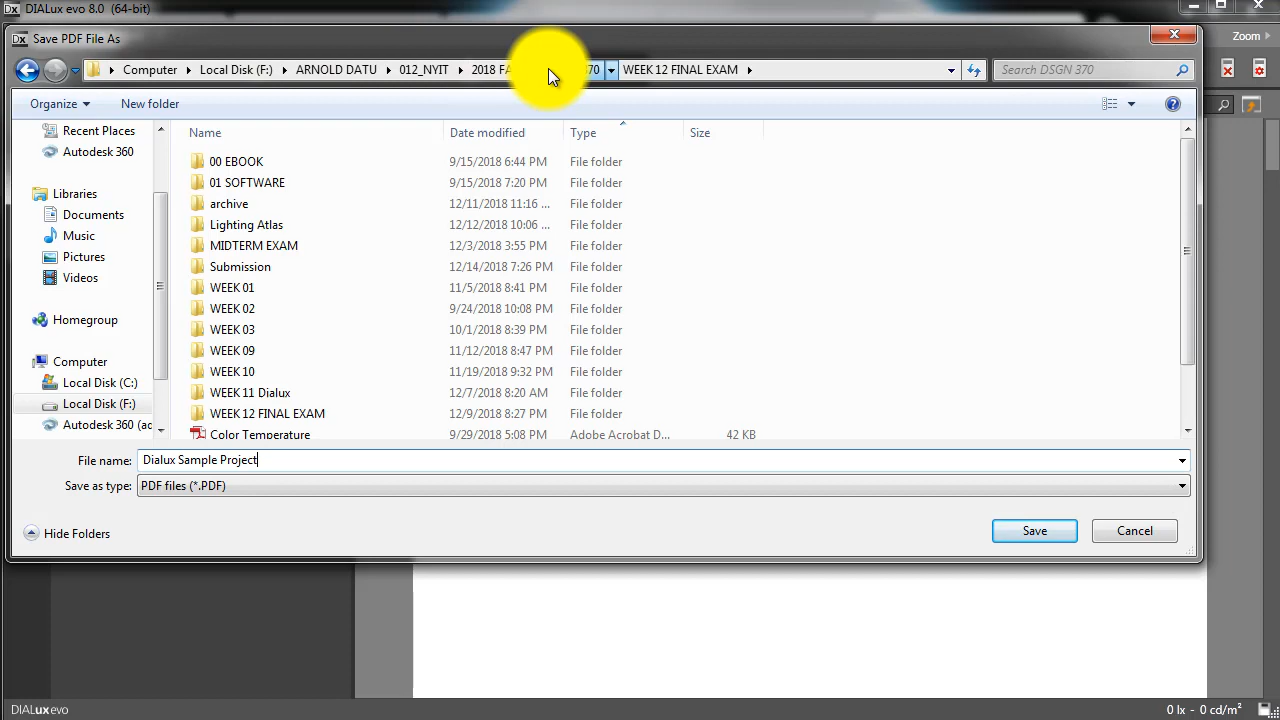 DIALux evo 8.0 (64-bit)
Save PDF File As
Zoom
Computer
Local Disk (F:)
ARNOLD DATU
012_NYIT
2018 FA
70
WEEK 12 FINAL EXAM
Search DSGN 370
Organize
New folder
Name
Date modified
Type
Size
Recent Places
Autodesk 360
Libraries
Documents
Music
Pictures
Videos
Homegroup
Computer
Local Disk (C:)
Local Disk (F:)
Autodesk 360 (ac
00 EBOOK 9/15/2018 6:44 PM File folder
01 SOFTWARE 9/15/2018 7:20 PM File folder
archive 12/11/2018 11:16 ... File folder
Lighting Atlas 12/12/2018 10:06 ... File folder
MIDTERM EXAM 12/3/2018 3:55 PM File folder
Submission 12/14/2018 7:26 PM File folder
WEEK 01 11/5/2018 8:41 PM File folder
WEEK 02 9/24/2018 10:08 PM File folder
WEEK 03 10/1/2018 8:39 PM File folder
WEEK 09 11/12/2018 8:47 PM File folder
WEEK 10 11/19/2018 9:32 PM File folder
WEEK 11 Dialux 12/7/2018 8:20 AM File folder
WEEK 12 FINAL EXAM 12/9/2018 8:27 PM File folder
Color Temperature 9/29/2018 5:08 PM Adobe Acrobat D... 42 KB
File name: Dialux Sample Project
Save as type: PDF files (*.PDF)
Hide Folders
Save
Cancel
DIALux evo
0 lx - 0 cd/m²